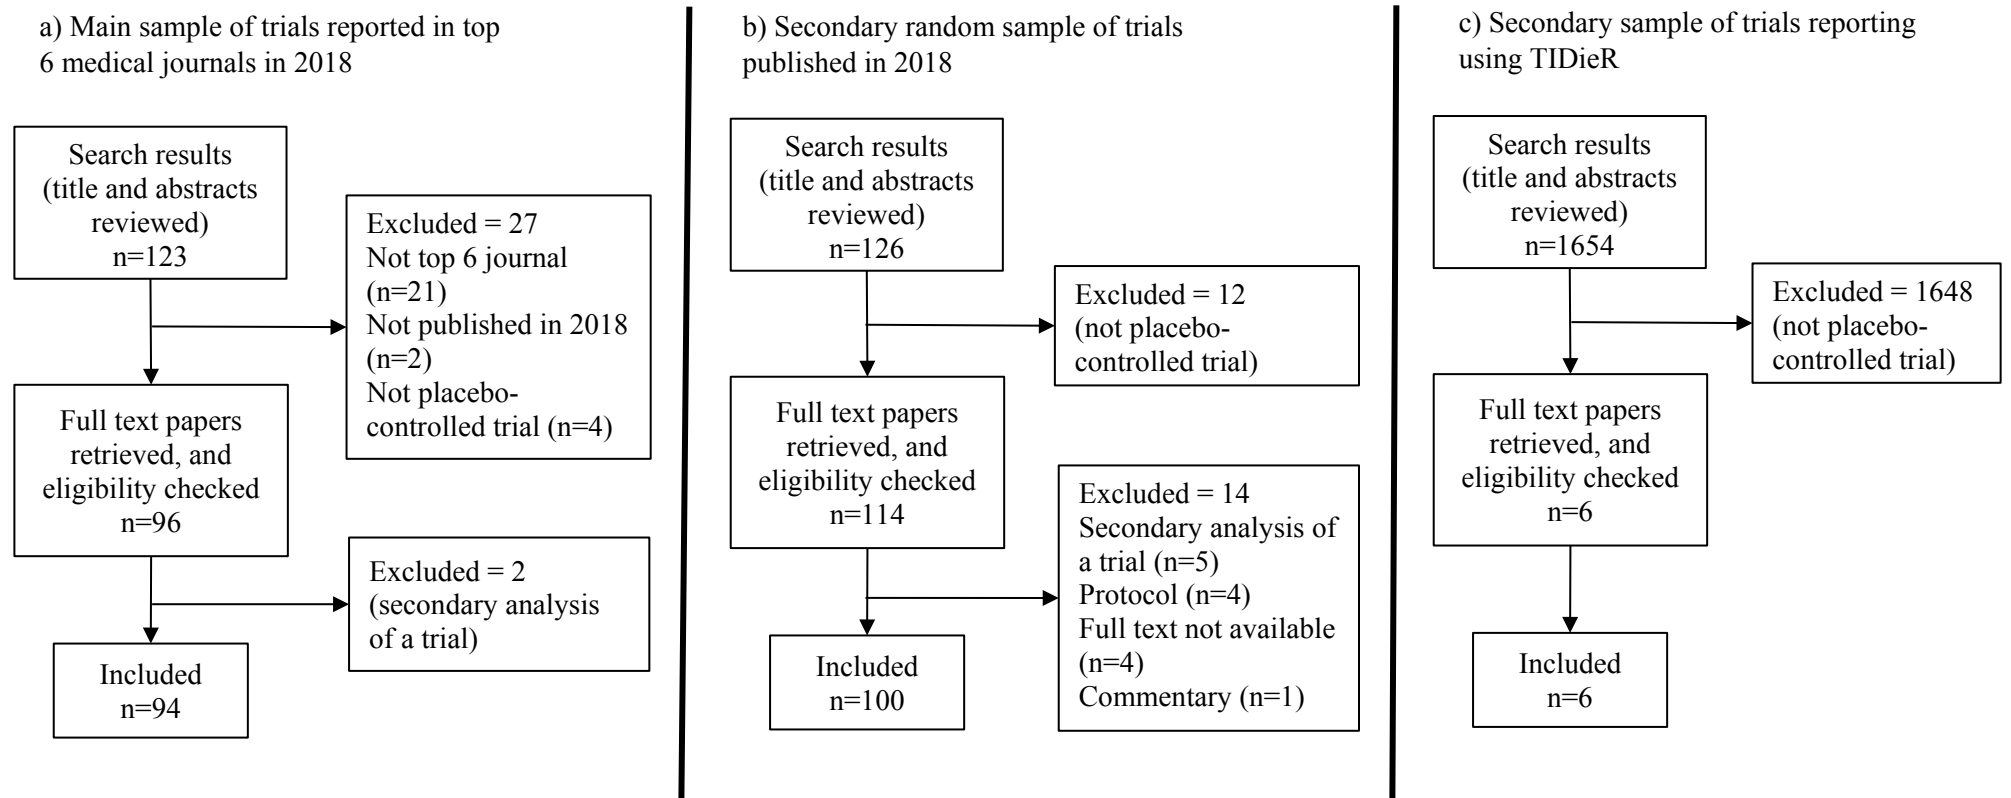 a) Main sample of trials reported in top
6 medical journals in 2018
Search results
(title and abstracts
reviewed)
n=123
Excluded = 27
Not top 6 journal
(n=21)
Not published in 2018
(n=2)
Not placebo-
controlled trial (n=4)
Full text papers
retrieved, and
eligibility checked
n=96
Excluded = 2
(secondary analysis
of a trial)
Included
n=94
b) Secondary random sample of trials
published in 2018
Search results
(title and abstracts
reviewed)
n=126
Excluded = 12
(not placebo-
controlled trial)
Full text papers
retrieved, and
eligibility checked
n=114
Excluded = 14
Secondary analysis of
a trial (n=5)
Protocol (n=4)
Full text not available
(n=4)
Commentary (n=1)
Included
n=100
c) Secondary sample of trials reporting
using TIDieR
Search results
(title and abstracts
reviewed)
n=1654
Excluded = 1648
(not placebo-
controlled trial)
Full text papers
retrieved, and
eligibility checked
n=6
Included
n=6